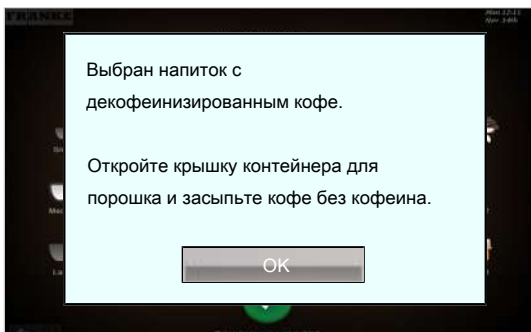 FRANKE
Выбран напиток с
декофеинизированным кофе.
Откройте крышку контейнера для
порошка и засыпьте кофе без кофеина.
OK